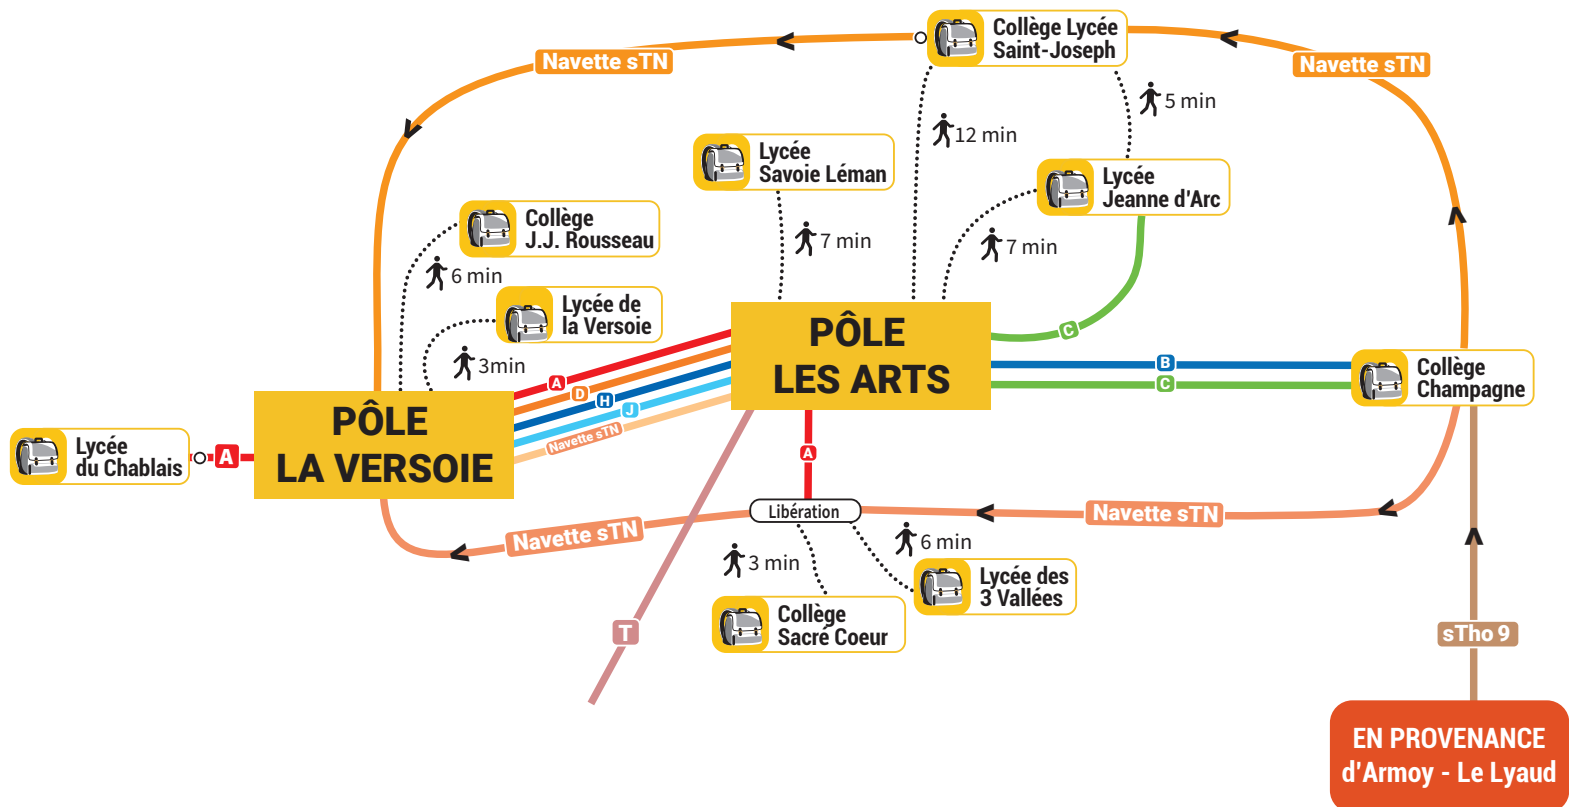 Collège Lycée
Saint-Joseph
Navette sTN
Navette sTN
5 min
12 min
Lycée
Savoie Léman
Lycée
Jeanne d'Arc
Collège
J.J. Rousseau
7 min
7 min
6 min
Lycée de
la Versoie
3min
PÔLE
LES ARTS
C
B
C
Collège
Champagne
A
D
H
J
Navette sTN
PÔLE
LA VERSOIE
Lycée
du Chablais
A
A
Libération
Navette sTN
Navette sTN
6 min
3 min
Lycée des
3 Vallées
Collège
Sacré Coeur
T
sTho 9
EN PROVENANCE
d'Armoy - Le Lyaud